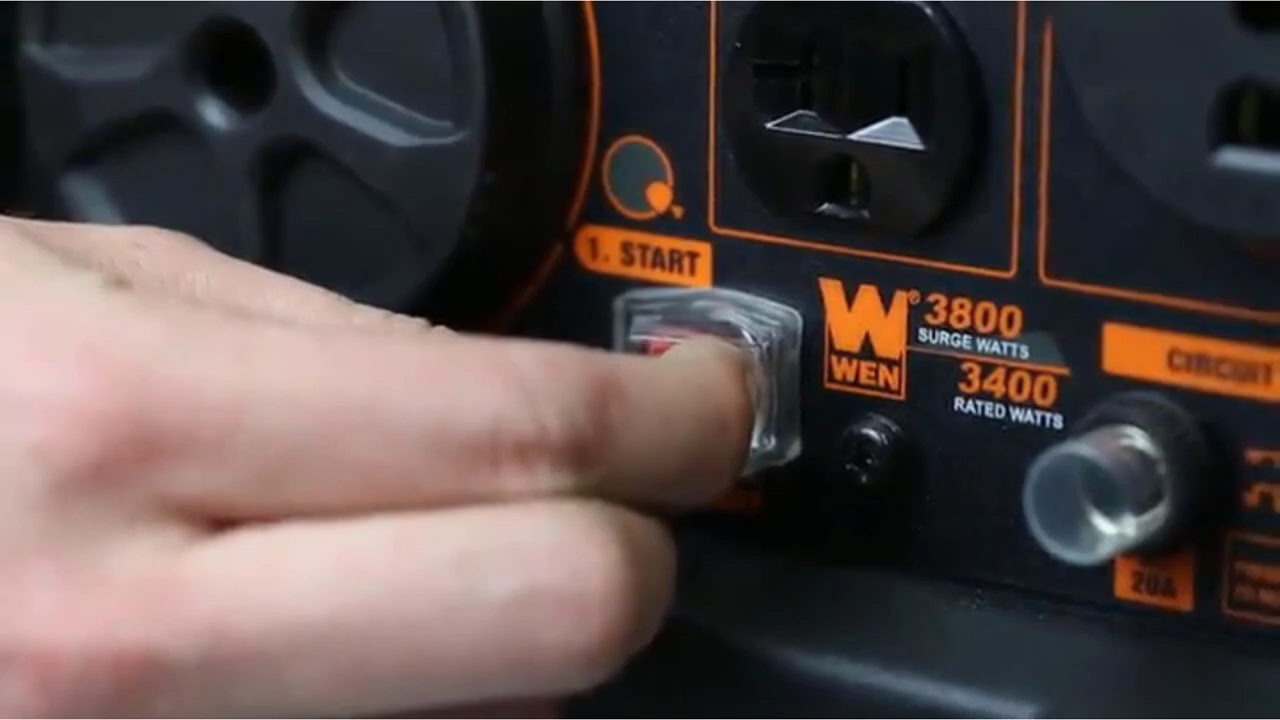 1. START
W®
WEN
3800
SURGE WATTS
3400
RATED WATTS
CIRCUIT
20A